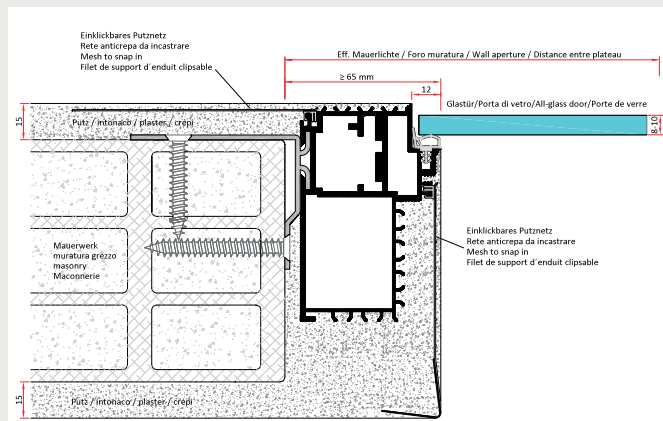 Einklickbares Putznetz
Rete anticrepa da incastrare
Mesh to snap in
Filet de support d´enduit clipsable
Eff. Mauerlichte / Foro muratura / Wall aperture / Distance entre plateau
≥ 65 mm
12
Glastür/Porta di vetro/All-glass door/Porte de verre
8-10
15
Putz / intonaco / plaster / crépi
Mauerwerk
muratura grezzo
masonry
Maconnerie
Einklickbares Putznetz
Rete anticrepa da incastrare
Mesh to snap in
Filet de support d´enduit clipsable
15
Putz / intonaco / plaster / crépi